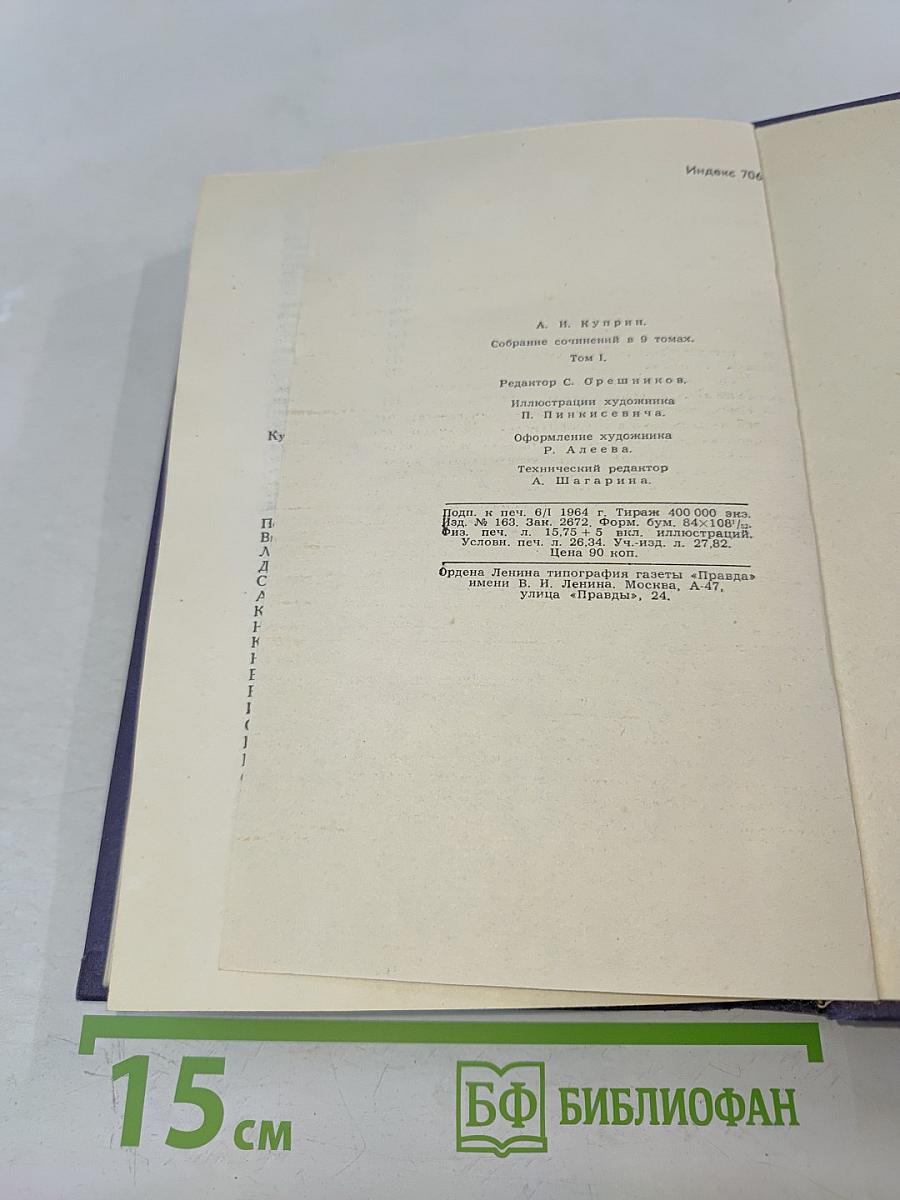 Индекс 706
А. И. Куприн.
Собрание сочинений в 9 томах.
Том I.
Редактор С. Орешников.
Иллюстрации художника
П. Пинкисевича.
Оформление художника
Р. Алеева.
Технический редактор
А. Шагарина.
Подп. к печ. 6/I 1964 г. Тираж 400 000 экз.
Изд. № 163. Зак. 2672. Форм. бум. 84×108¹/₃₂.
Физ. печ. л. 15,75 + 5 вкл. иллюстраций.
Условн. печ. л. 26,34. Уч.-изд. л. 27,82.
Цена 90 коп.
Ордена Ленина типография газеты «Правда»
имени В. И. Ленина. Москва, А-47,
улица «Правды», 24.
Ку
15 см
БФ БИБЛИОФАН